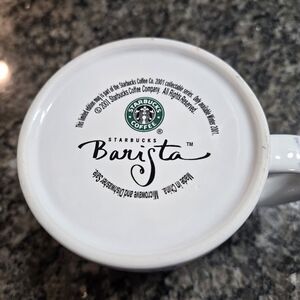 This limited edition mug is part of the Starbucks Coffee Co. 2001 collectable series. Only available Winter 2001.
© 2001 Starbucks Coffee Company. All Rights Reserved.
STARBUCKS
COFFEE
STARBUCKS
Barista™
Made in China.
Microwave and Dishwasher Safe.